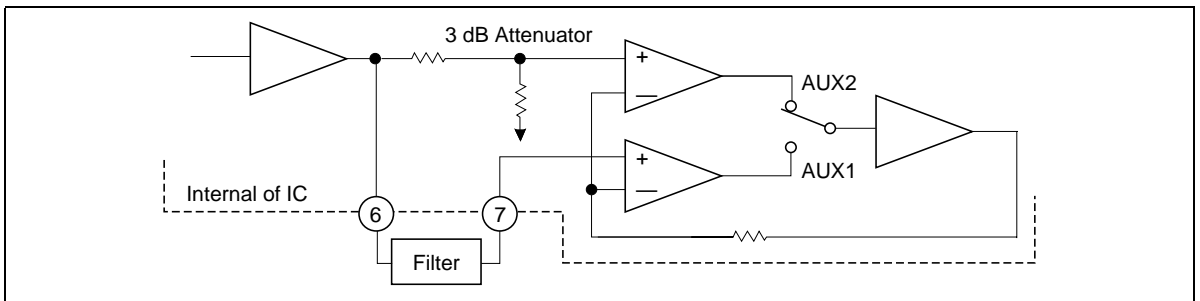 3 dB Attenuator
+
—
AUX2
+
—
AUX1
Internal of IC
6
7
Filter